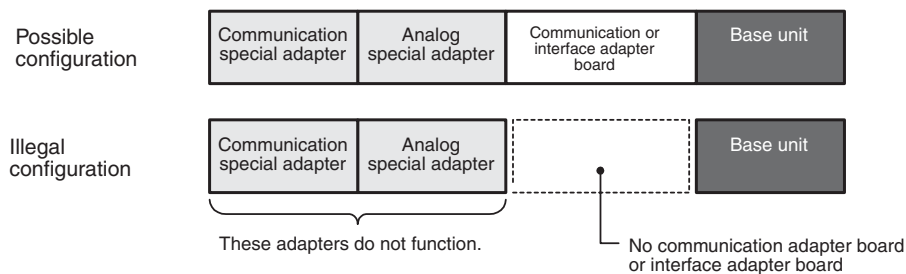 Possible
configuration
Communication
special adapter
Analog
special adapter
Communication or
interface adapter
board
Base unit
Illegal
configuration
Communication
special adapter
Analog
special adapter
Base unit
These adapters do not function.
No communication adapter board
or interface adapter board